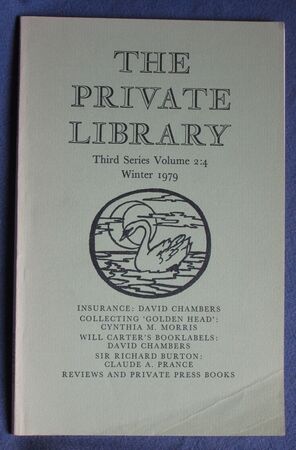 THE
PRIVATE
LIBRARY
Third Series Volume 2:4
Winter 1979
INSURANCE: DAVID CHAMBERS
COLLECTING 'GOLDEN HEAD':
CYNTHIA M. MORRIS
WILL CARTER'S BOOKLABELS:
DAVID CHAMBERS
SIR RICHARD BURTON:
CLAUDE A. PRANCE
REVIEWS AND PRIVATE PRESS BOOKS